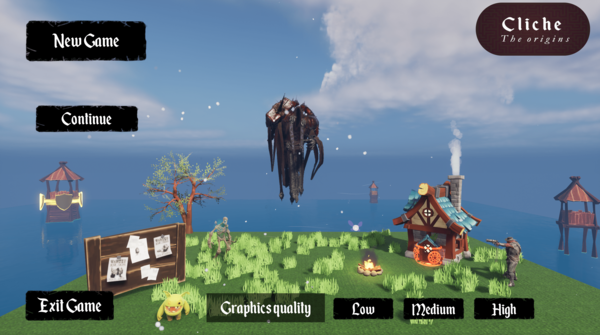 New Game
Cliche
The origins
Continue
Exit Game
Graphics quality
Low
Medium
High